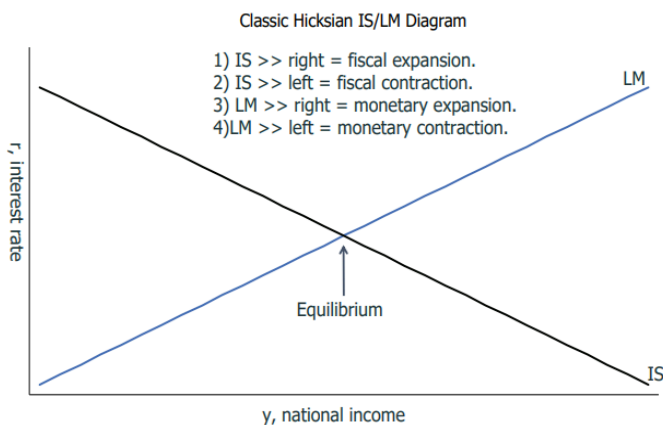 Classic Hicksian IS/LM Diagram
1) IS >> right = fiscal expansion.
2) IS >> left = fiscal contraction.
3) LM >> right = monetary expansion.
4)LM >> left = monetary contraction.
LM
r, interest rate
Equilibrium
IS
y, national income